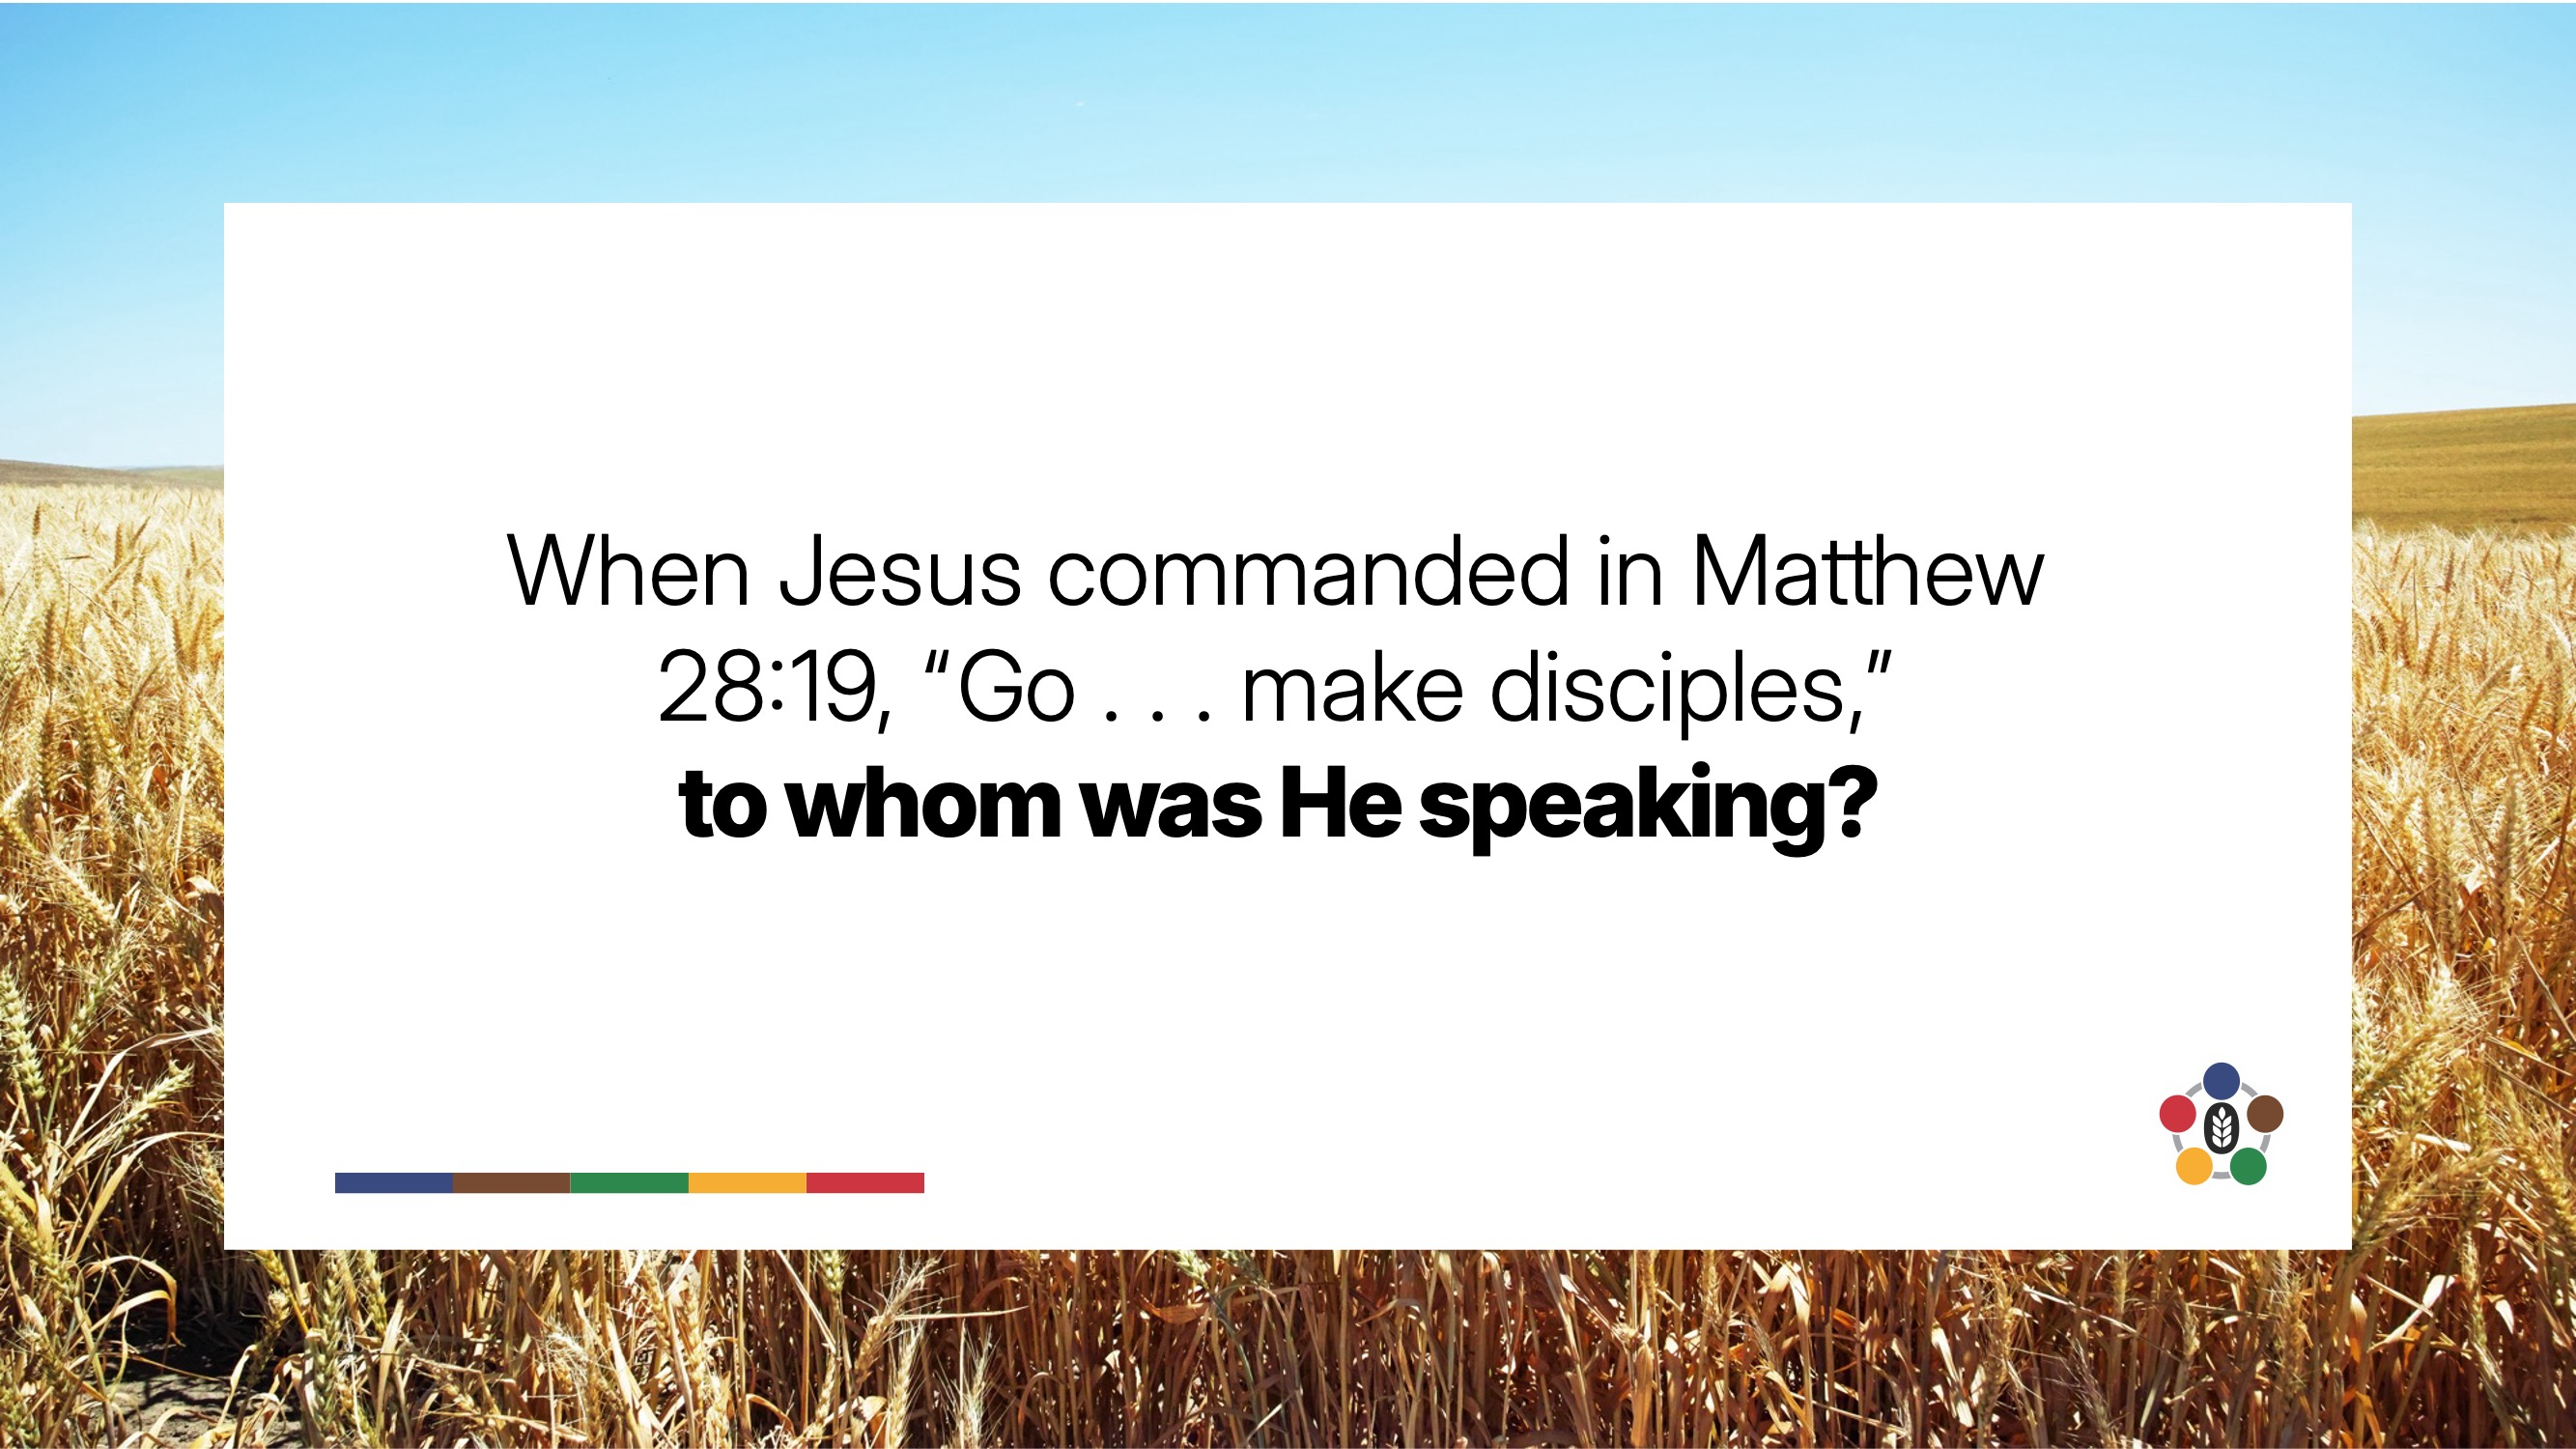 When Jesus commanded in Matthew
28:19, “Go . . . make disciples,”
to whom was He speaking?